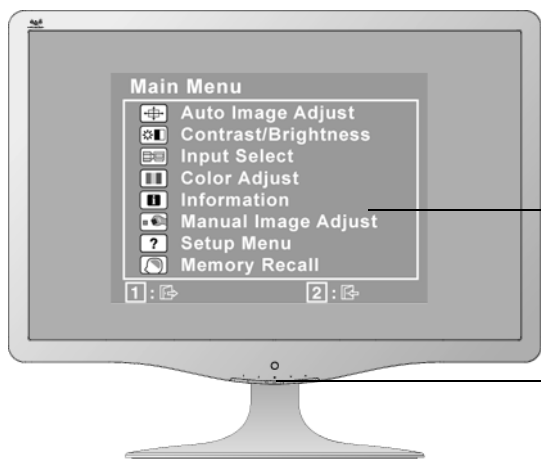 Main Menu
Auto Image Adjust
Contrast/Brightness
Input Select
Color Adjust
Information
Manual Image Adjust
? Setup Menu
Memory Recall
1 : 2 :